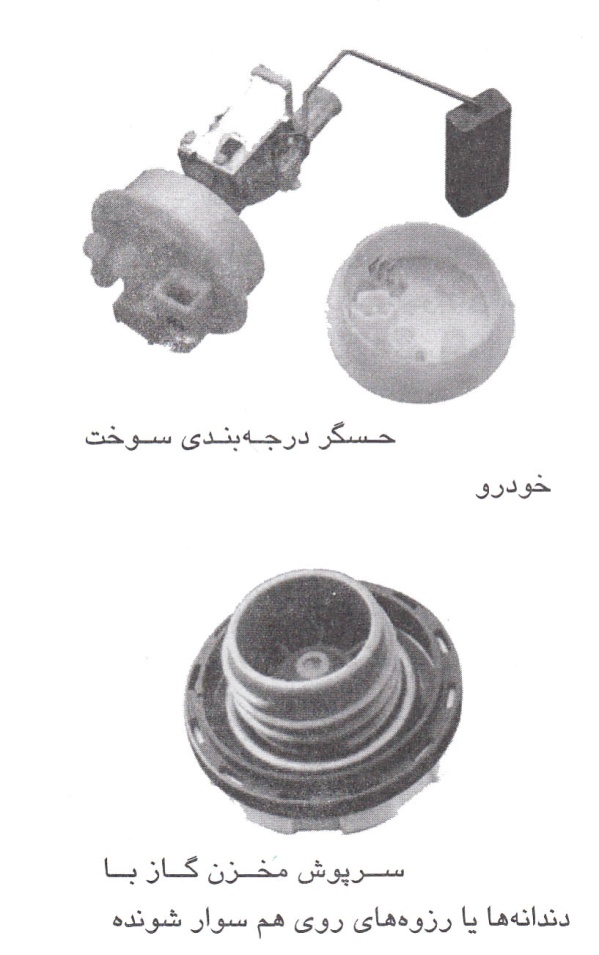 حسگر درجه‌بندی سوخت
خودرو
سرپوش مخزن گاز با
دندانه‌ها یا رزوه‌های روی هم سوار شونده